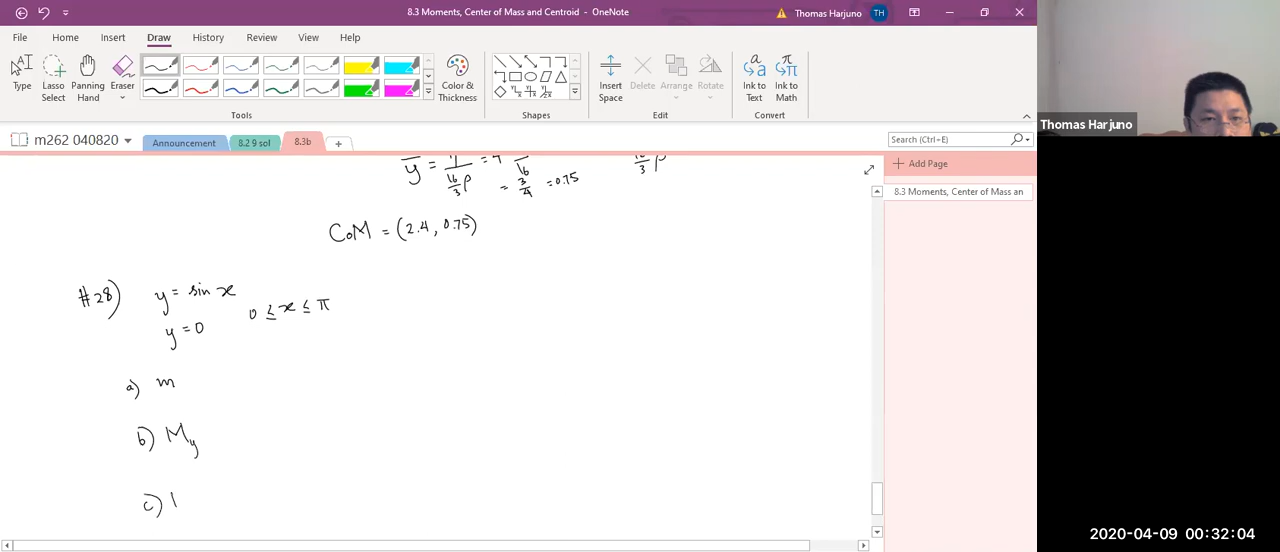 8.3 Moments, Center of Mass and Centroid - OneNote
Thomas Harjuno TH
File Home Insert Draw History Review View Help
Type Lasso Select Panning Hand Eraser Color & Thickness Insert Space Delete Arrange Rotate Ink to Text Ink to Math
Tools Shapes Edit Convert
Thomas Harjuno
m262 040820 Announcement 8.2 9 sol 8.3b
Search (Ctrl+E)
Add Page
8.3 Moments, Center of Mass an
= 3/4 = 0.75
CoM = (2.4, 0.75)
#28) y = sin x
y = 0 0 ≤ x ≤ π
a) m
b) My
c)
2020-04-09 00:32:04